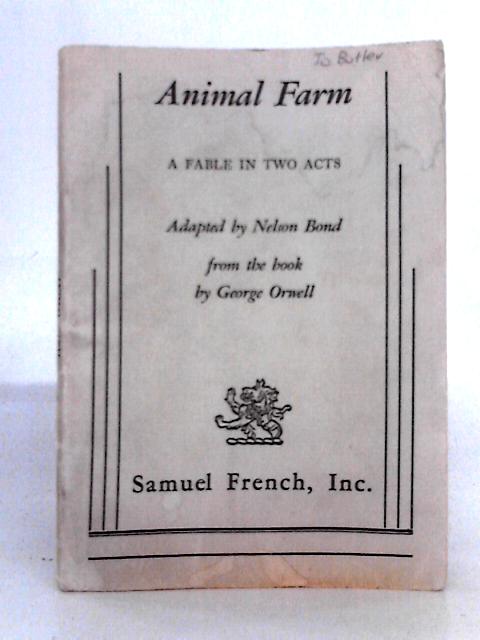 Butler
Animal Farm
A FABLE IN TWO ACTS
Adapted by Nelson Bond
from the book
by George Orwell
Samuel French, Inc.